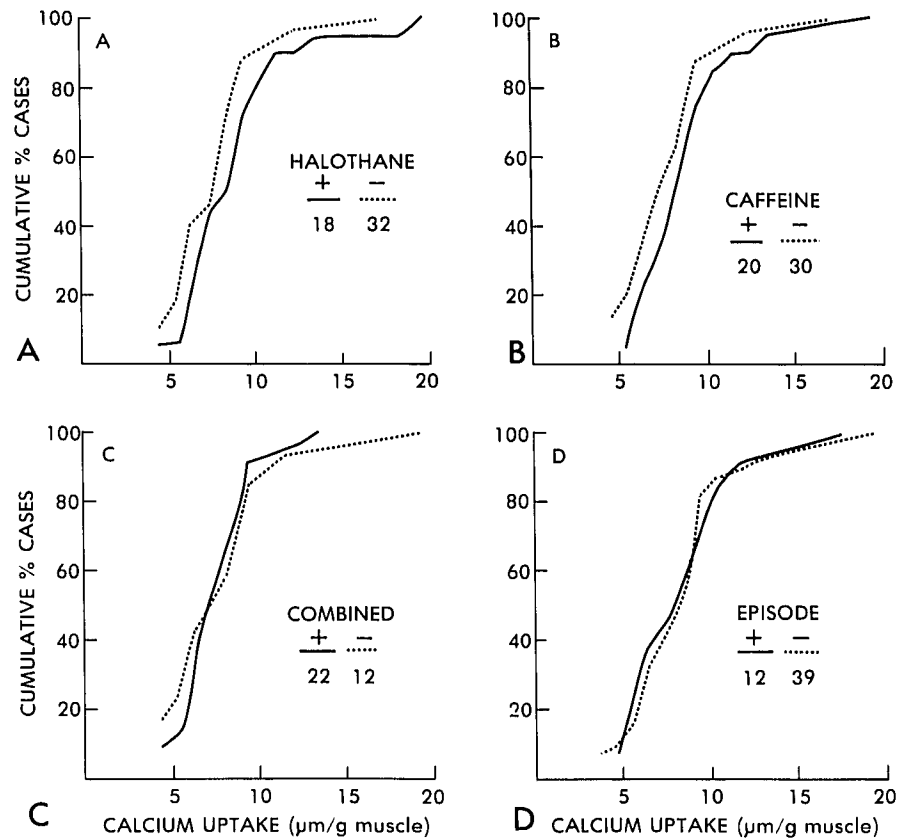 100
80
60
40
20
CUMULATIVE % CASES
A
HALOTHANE
+ −
18 32
A
5 10 15 20
100
80
60
40
20
B
CAFFEINE
+ −
20 30
B
5 10 15 20
100
80
60
40
20
CUMULATIVE % CASES
C
COMBINED
+ −
22 12
C
5 10 15 20
CALCIUM UPTAKE (µm/g muscle)
100
80
60
40
20
D
EPISODE
+ −
12 39
D
5 10 15 20
CALCIUM UPTAKE (µm/g muscle)